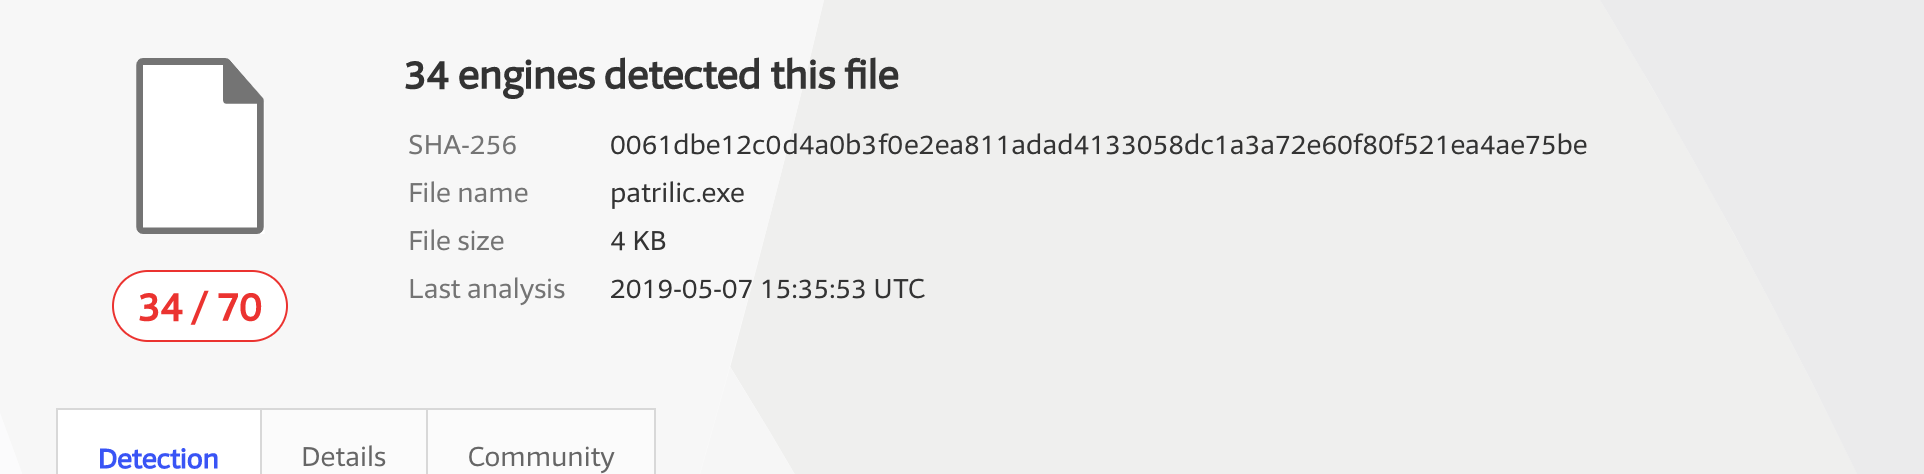 34 engines detected this file
SHA-256 0061dbe12c0d4a0b3f0e2ea811adad4133058dc1a3a72e60f80f521ea4ae75be
File name patrilic.exe
File size 4 KB
Last analysis 2019-05-07 15:35:53 UTC
34 / 70
Detection Details Community